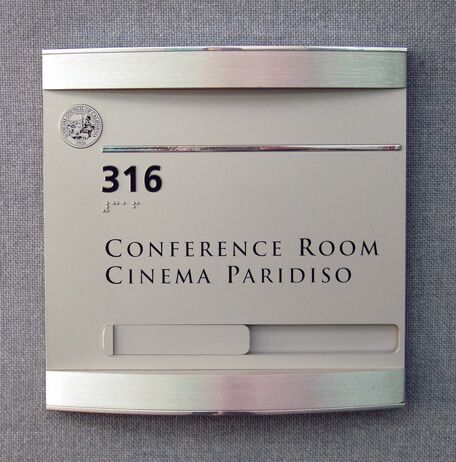 316
CONFERENCE ROOM
CINEMA PARIDISO